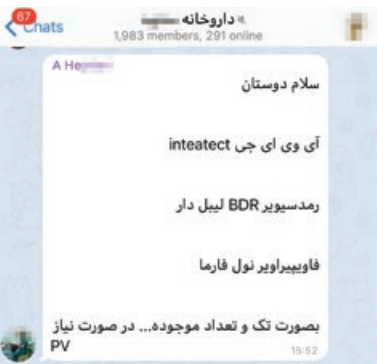 67
Chats
داروخانه
1,983 members, 291 online
A He
سلام دوستان
آی وی ای جی inteatect
رمدسیویر BDR لیبل دار
فاویپیراویر نول فارما
بصورت تک و تعداد موجوده... در صورت نیاز
PV
19:52